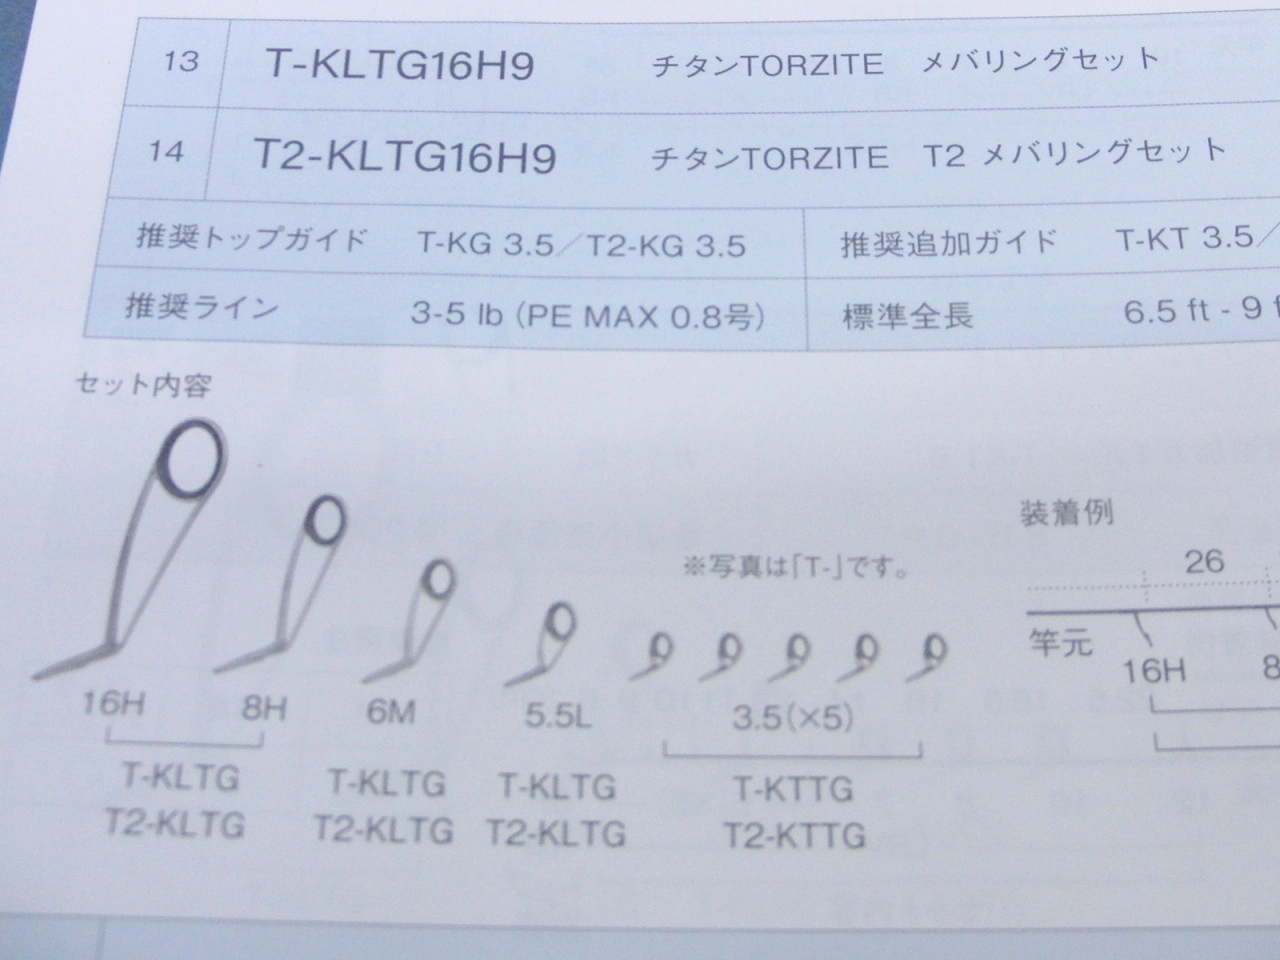 13 T-KLTG16H9 チタンTORZITE メバリングセット
14 T2-KLTG16H9 チタンTORZITE T2 メバリングセット
推奨トップガイド T-KG 3.5／T2-KG 3.5 推奨追加ガイド T-KT 3.5／
推奨ライン 3-5 lb（PE MAX 0.8号） 標準全長 6.5 ft - 9 f
セット内容
装着例
※写真は「T-」です。
26
竿元
16H 8H 6M 5.5L 3.5(×5) 16H 8
T-KLTG T-KLTG T-KLTG T-KTTG
T2-KLTG T2-KLTG T2-KLTG T2-KTTG